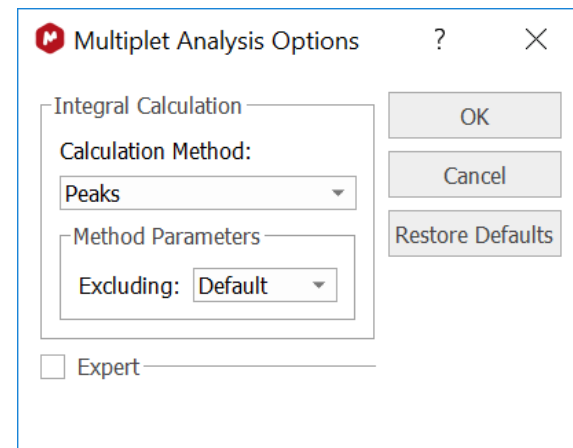 Multiplet Analysis Options ?
Integral Calculation
Calculation Method:
Peaks
Method Parameters
Excluding: Default
Expert
OK
Cancel
Restore Defaults